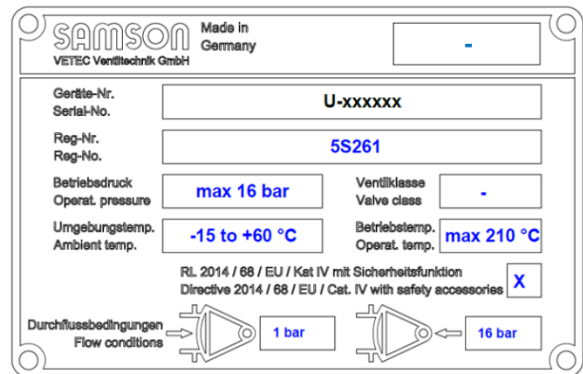 SAMSON
Made in
Germany
-
VETEC Ventiltechnik GmbH
Geräte-Nr.
Serial-No.
U-xxxxxx
Reg-Nr.
Reg-No.
5S261
Betriebsdruck
Operat. pressure
max 16 bar
Ventilklasse
Valve class
-
Umgebungstemp.
Ambient temp.
-15 to +60 °C
Betriebstemp.
Operat. temp.
max 210 °C
RL 2014 / 68 / EU / Kat IV mit Sicherheitsfunktion
Directive 2014 / 68 / EU / Cat. IV with safety accessories
X
Durchflussbedingungen
Flow conditions
1 bar
16 bar